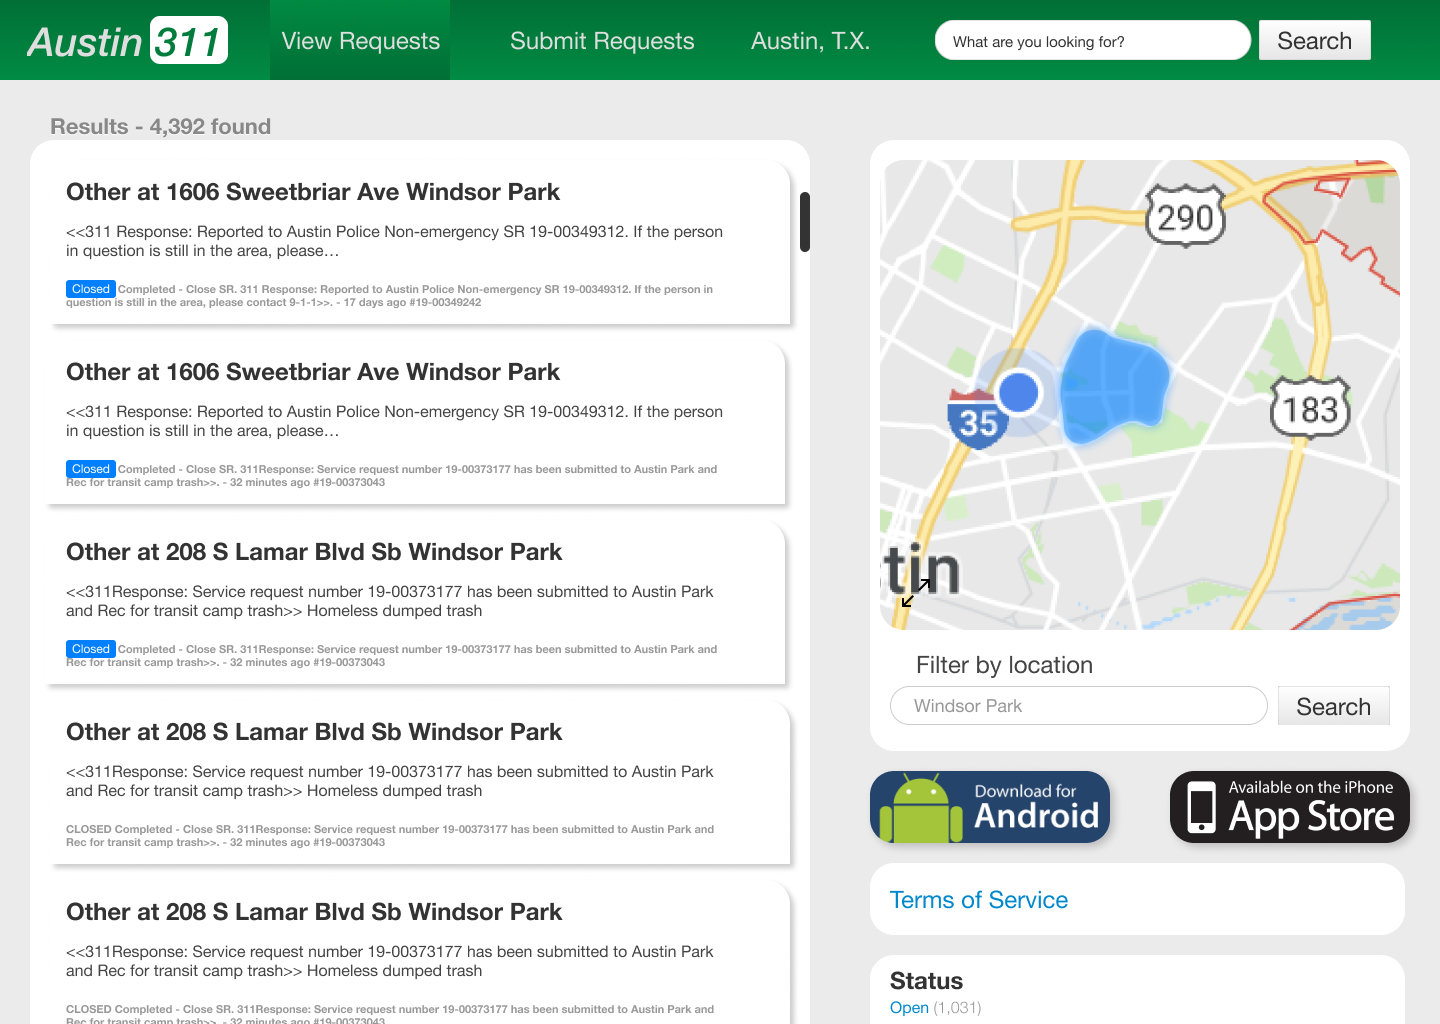 Austin 311
View Requests
Submit Requests
Austin, T.X.
What are you looking for?
Search
Results - 4,392 found
Other at 1606 Sweetbriar Ave Windsor Park
<<311 Response: Reported to Austin Police Non-emergency SR 19-00349312. If the person
in question is still in the area, please…
Closed Completed - Close SR. 311 Response: Reported to Austin Police Non-emergency SR 19-00349312. If the person in
question is still in the area, please contact 9-1-1>>. - 17 days ago #19-00349242
Other at 1606 Sweetbriar Ave Windsor Park
<<311 Response: Reported to Austin Police Non-emergency SR 19-00349312. If the person
in question is still in the area, please…
Closed Completed - Close SR. 311Response: Service request number 19-00373177 has been submitted to Austin Park and
Rec for transit camp trash>>. - 32 minutes ago #19-00373043
Other at 208 S Lamar Blvd Sb Windsor Park
<<311Response: Service request number 19-00373177 has been submitted to Austin Park
and Rec for transit camp trash>> Homeless dumped trash
Closed Completed - Close SR. 311Response: Service request number 19-00373177 has been submitted to Austin Park and
Rec for transit camp trash>>. - 32 minutes ago #19-00373043
Other at 208 S Lamar Blvd Sb Windsor Park
<<311Response: Service request number 19-00373177 has been submitted to Austin Park
and Rec for transit camp trash>> Homeless dumped trash
CLOSED Completed - Close SR. 311Response: Service request number 19-00373177 has been submitted to Austin Park and
Rec for transit camp trash>>. - 32 minutes ago #19-00373043
Other at 208 S Lamar Blvd Sb Windsor Park
<<311Response: Service request number 19-00373177 has been submitted to Austin Park
and Rec for transit camp trash>> Homeless dumped trash
CLOSED Completed - Close SR. 311Response: Service request number 19-00373177 has been submitted to Austin Park and
Rec for transit camp trash>>. - 32 minutes ago #19-00373043
290
35
183
tin
Filter by location
Windsor Park
Search
Download for
Android
Available on the iPhone
App Store
Terms of Service
Status
Open (1,031)